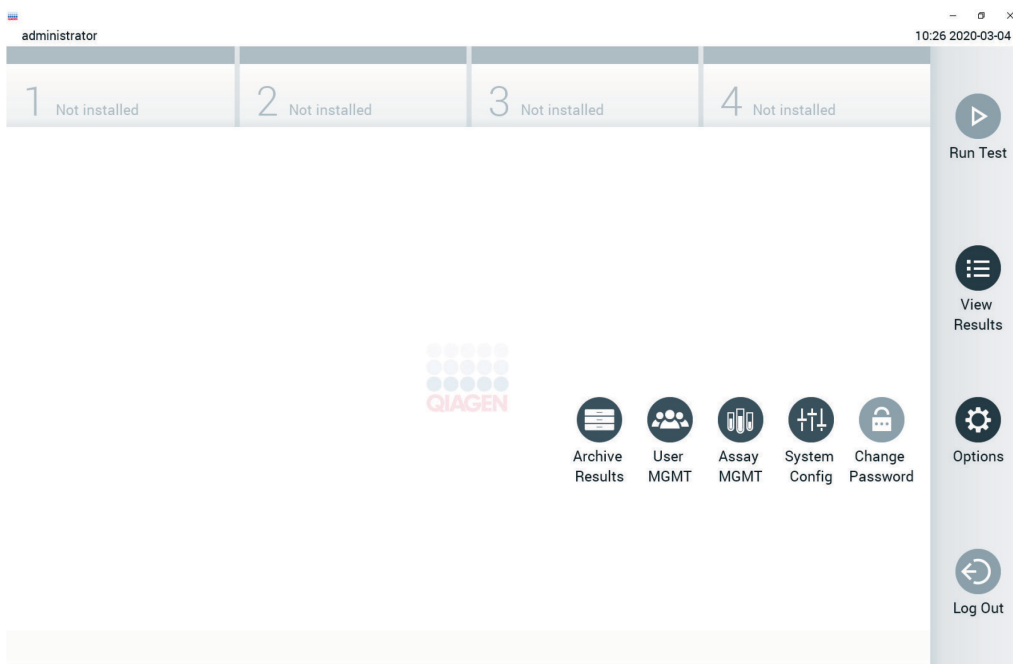 administrator
10:26 2020-03-04
1 Not installed
2 Not installed
3 Not installed
4 Not installed
Run Test
View
Results
QIAGEN
Archive
Results
User
MGMT
Assay
MGMT
System
Config
Change
Password
Options
Log Out